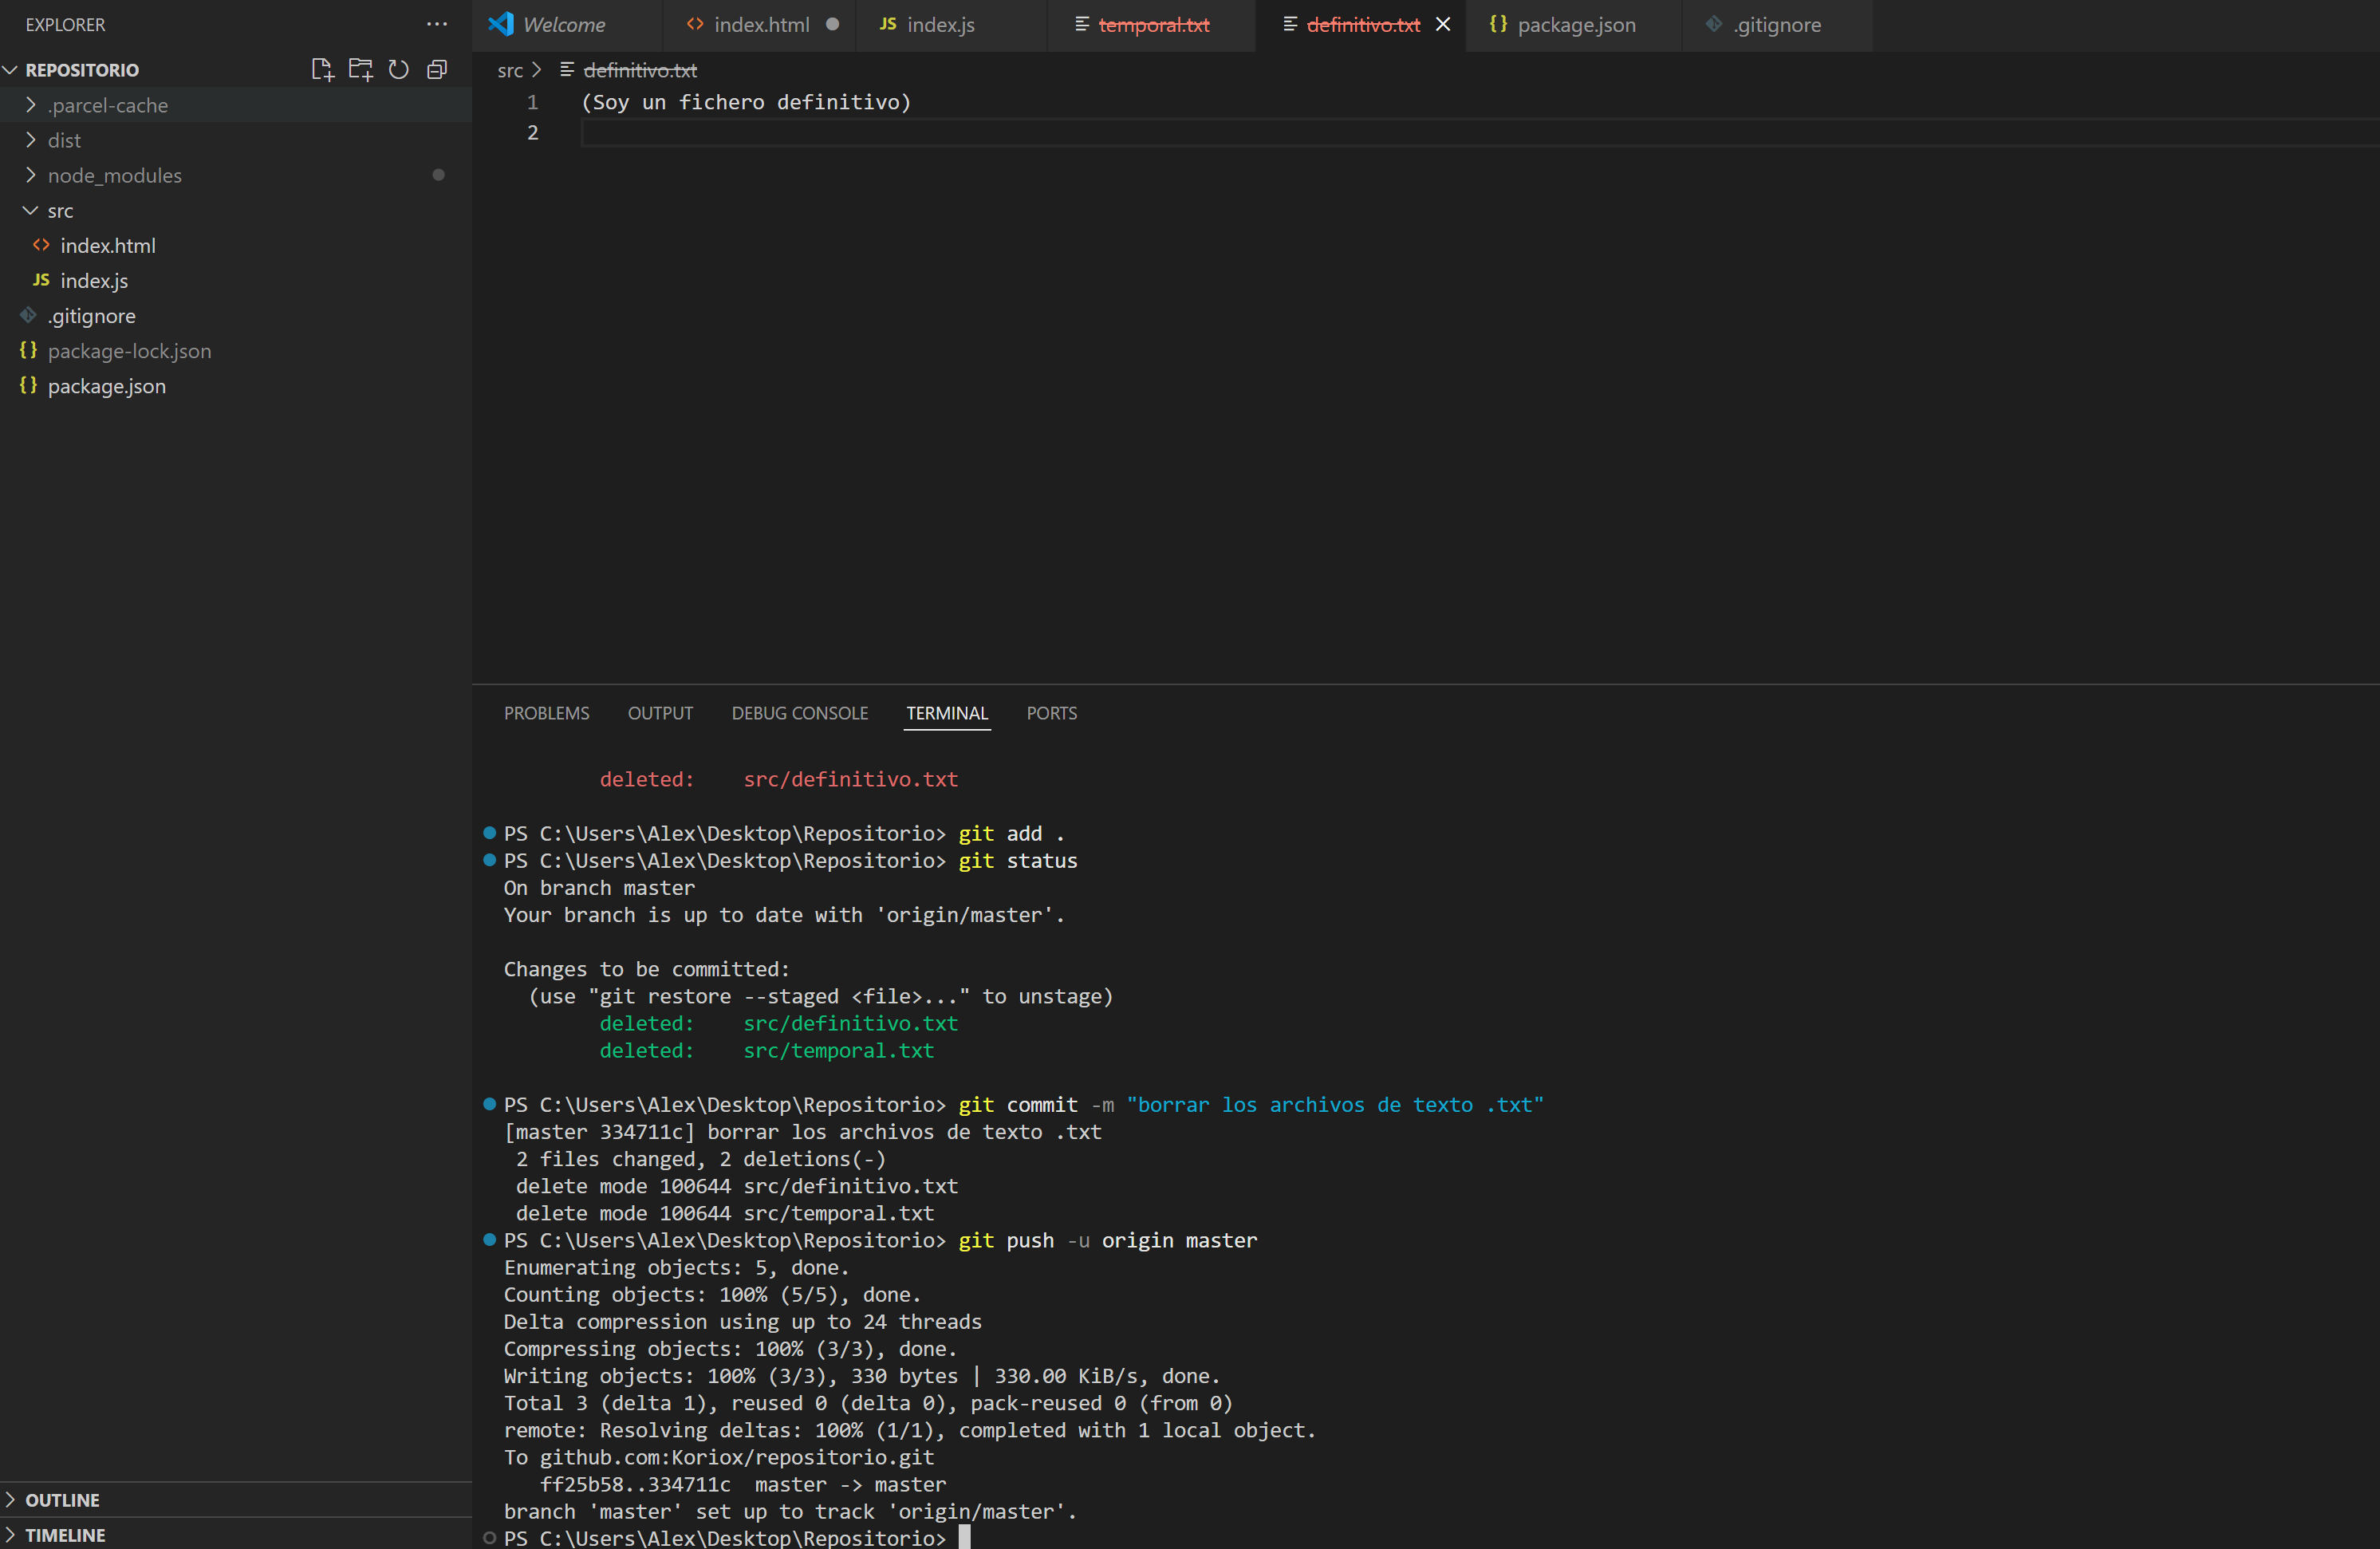 EXPLORER
REPOSITORIO
.parcel-cache
dist
node_modules
src
index.html
JS index.js
.gitignore
{} package-lock.json
{} package.json
OUTLINE
TIMELINE
Welcome
<> index.html
JS index.js
temporal.txt
definitivo.txt
{} package.json
.gitignore
src > definitivo.txt
1 (Soy un fichero definitivo)
2
PROBLEMS OUTPUT DEBUG CONSOLE TERMINAL PORTS
deleted: src/definitivo.txt
PS C:\Users\Alex\Desktop\Repositorio> git add .
PS C:\Users\Alex\Desktop\Repositorio> git status
On branch master
Your branch is up to date with 'origin/master'.
Changes to be committed:
(use "git restore --staged <file>..." to unstage)
deleted: src/definitivo.txt
deleted: src/temporal.txt
PS C:\Users\Alex\Desktop\Repositorio> git commit -m "borrar los archivos de texto .txt"
[master 334711c] borrar los archivos de texto .txt
2 files changed, 2 deletions(-)
delete mode 100644 src/definitivo.txt
delete mode 100644 src/temporal.txt
PS C:\Users\Alex\Desktop\Repositorio> git push -u origin master
Enumerating objects: 5, done.
Counting objects: 100% (5/5), done.
Delta compression using up to 24 threads
Compressing objects: 100% (3/3), done.
Writing objects: 100% (3/3), 330 bytes | 330.00 KiB/s, done.
Total 3 (delta 1), reused 0 (delta 0), pack-reused 0 (from 0)
remote: Resolving deltas: 100% (1/1), completed with 1 local object.
To github.com:Koriox/repositorio.git
ff25b58..334711c master -> master
branch 'master' set up to track 'origin/master'.
PS C:\Users\Alex\Desktop\Repositorio>